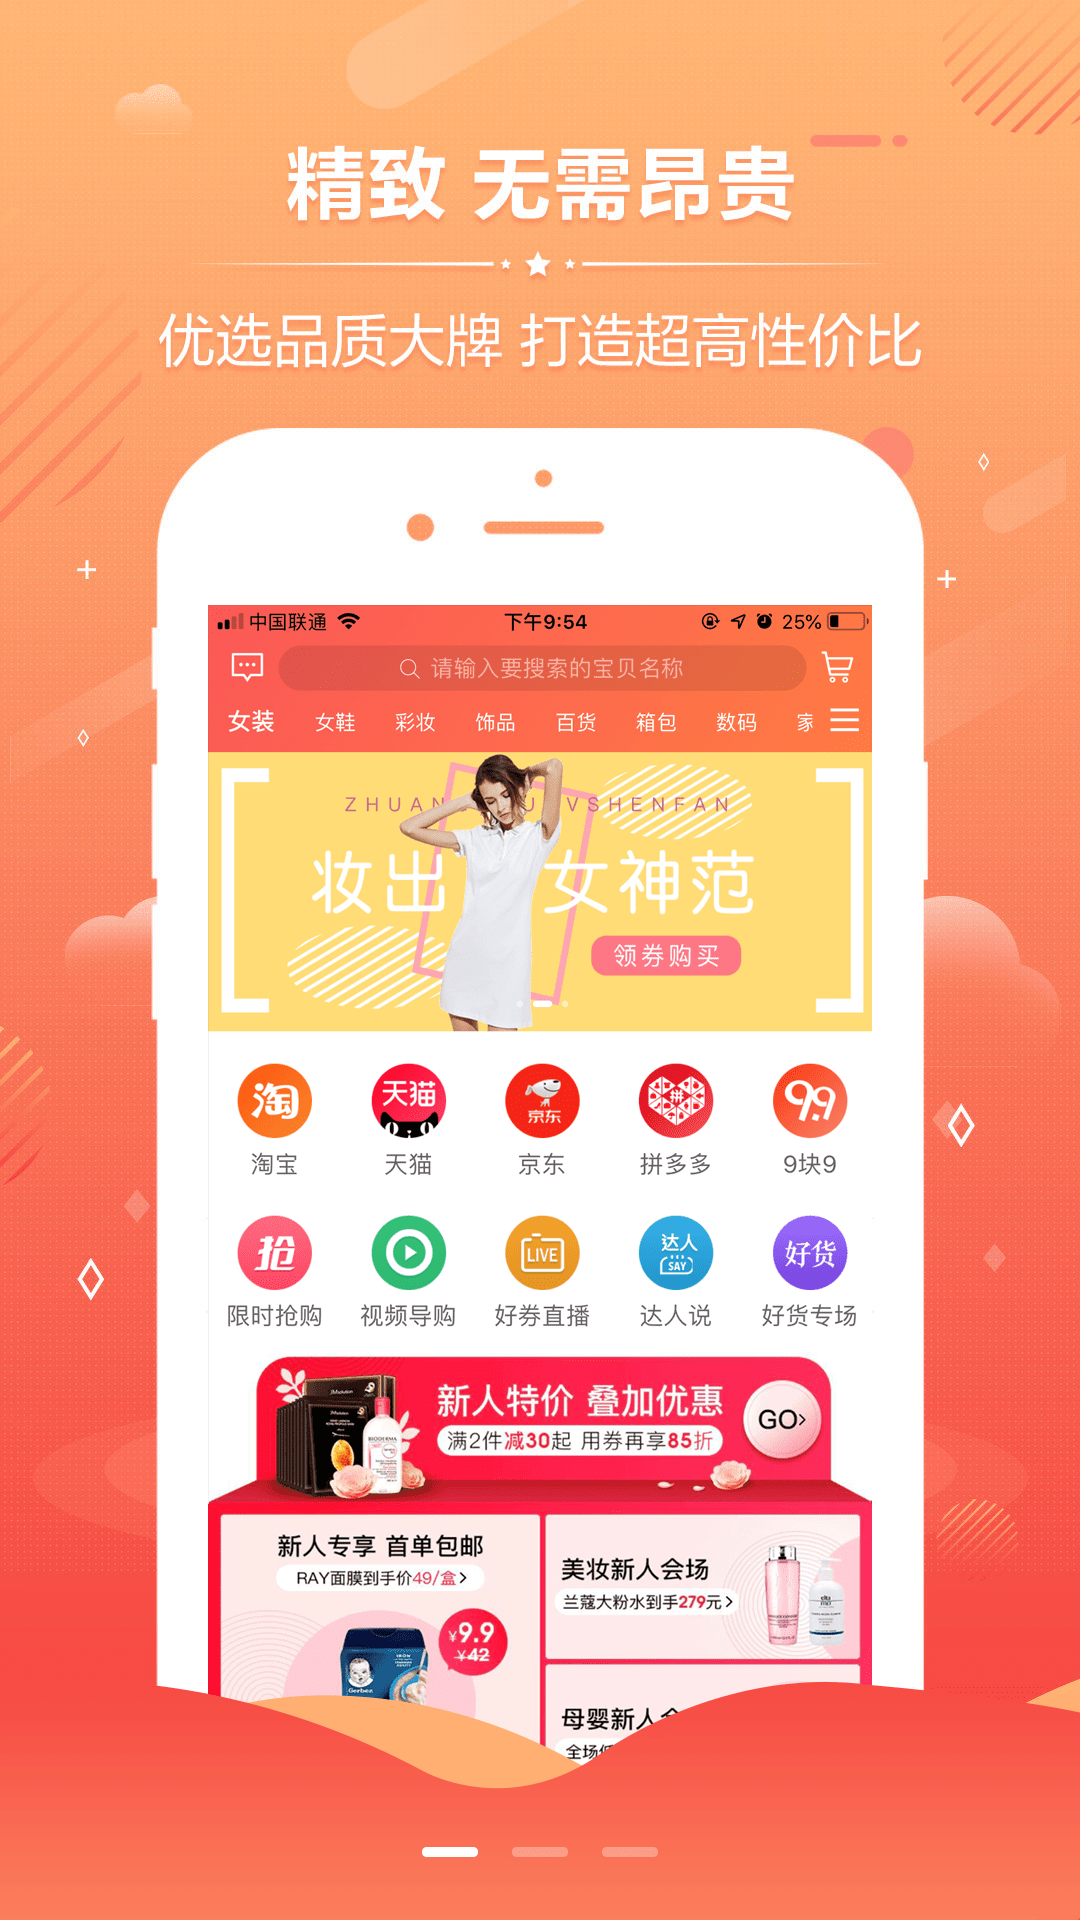 精致 无需昂贵
优选品质大牌 打造超高性价比
中国联通 下午9:54 25%
请输入要搜索的宝贝名称
女装 女鞋 彩妆 饰品 百货 箱包 数码 家
ZHUAN U VSHENFAN
妆出 女神范
领券购买
淘 天猫 京东 拼 9.9
淘宝 天猫 京东 拼多多 9块9
抢 LIVE 达人 SAY 好货
限时抢购 视频导购 好券直播 达人说 好货专场
新人特价 叠加优惠
满2件减30起 用券再享85折
GO>
BIODERMA
新人专享 首单包邮
RAY面膜到手价49/盒>
¥9.9
¥42
Gerber
美妆新人会场
兰蔻大粉水到手279元>
母婴新人
全场